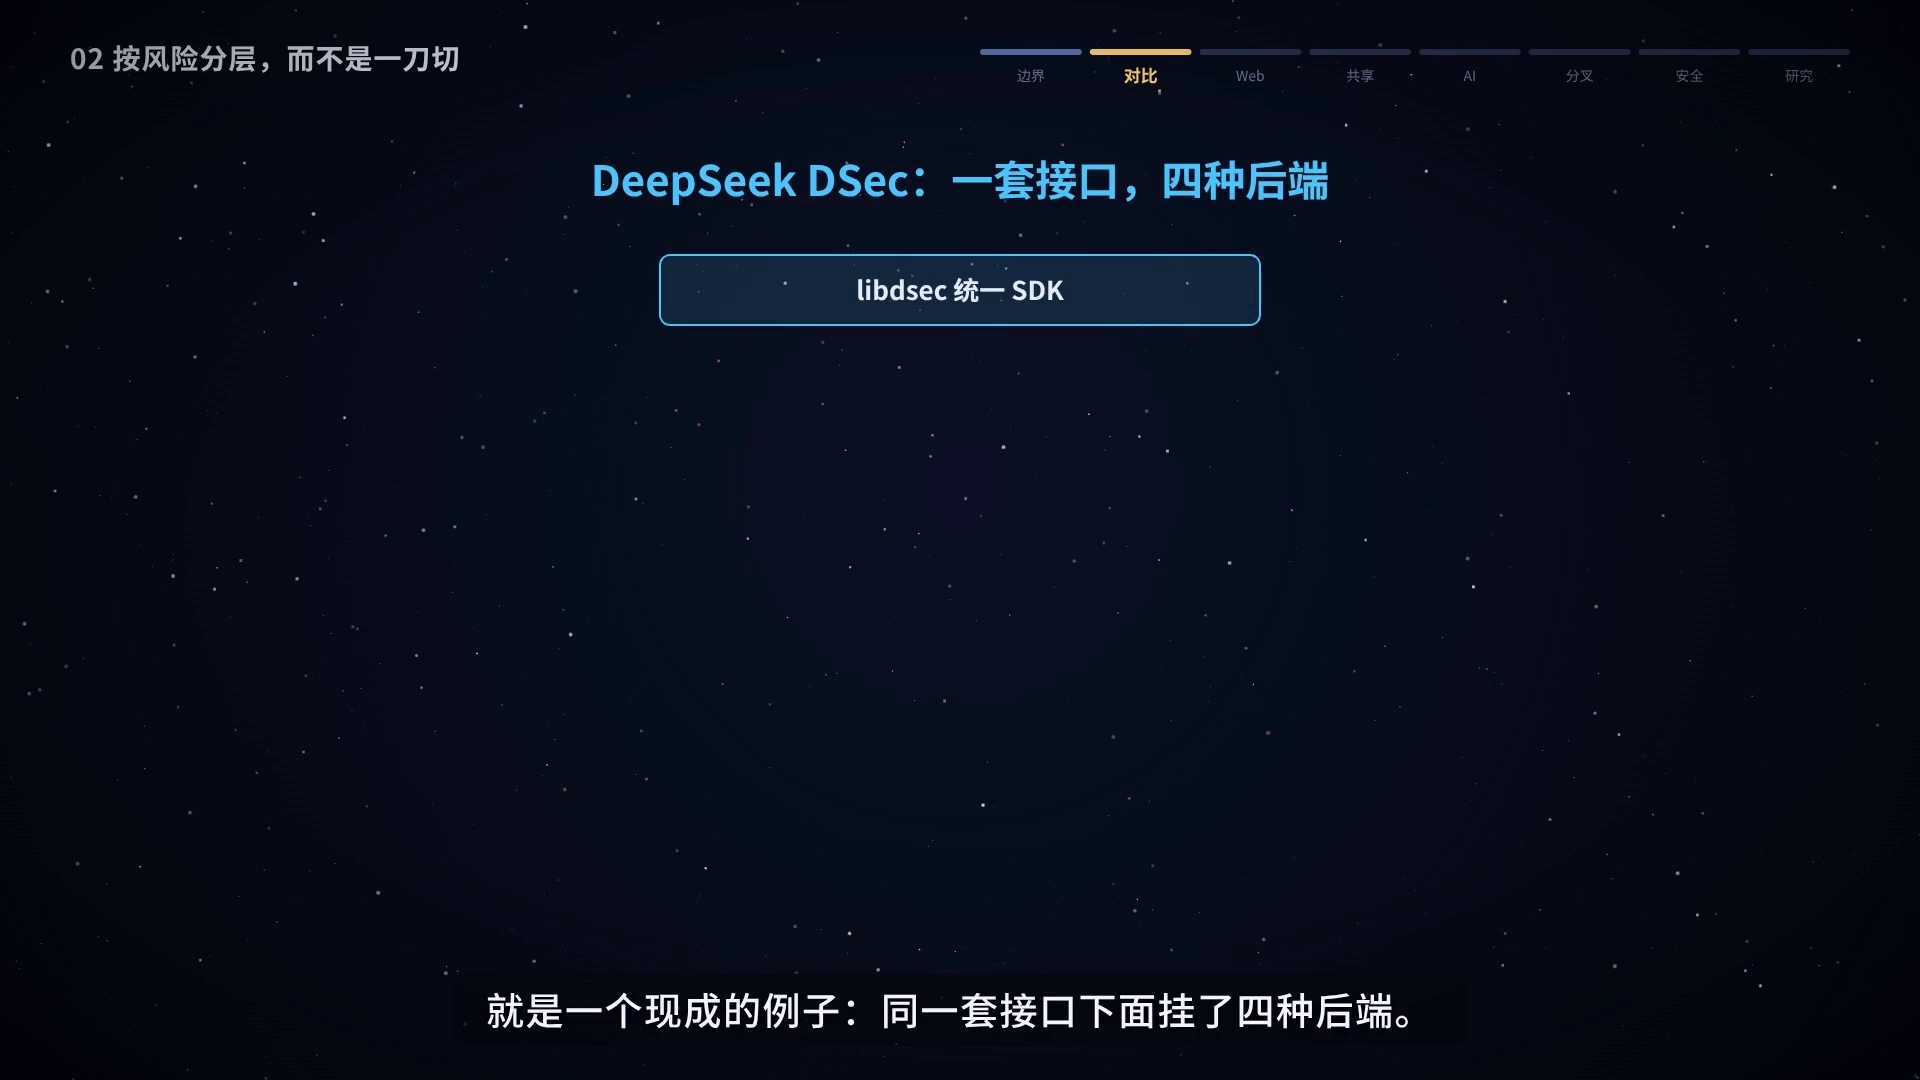 02 按风险分层，而不是一刀切
边界
对比
Web
共享
AI
分叉
安全
研究
DeepSeek DSec：一套接口，四种后端
libdsec 统一 SDK
就是一个现成的例子：同一套接口下面挂了四种后端。